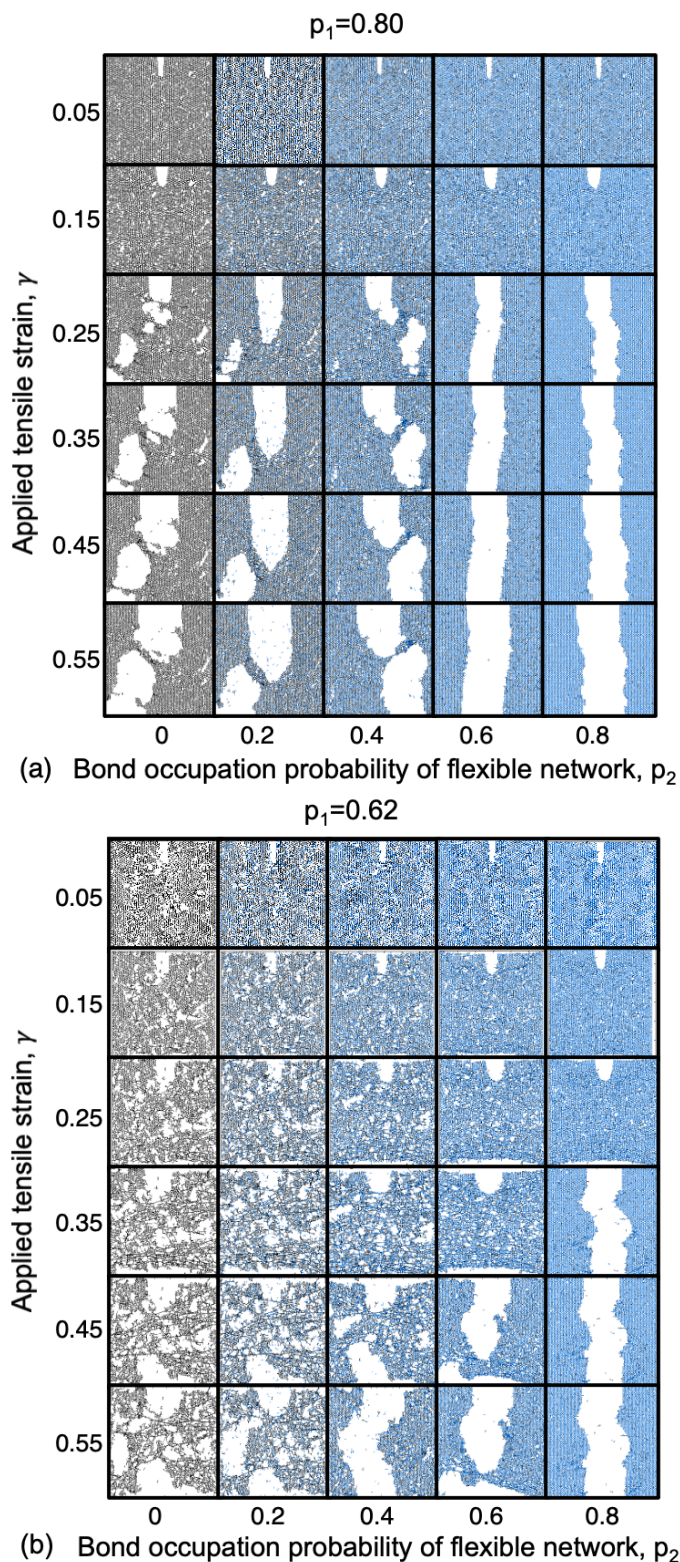 p₁=0.80
Applied tensile strain, γ
0.05
0.15
0.25
0.35
0.45
0.55
0 0.2 0.4 0.6 0.8
(a) Bond occupation probability of flexible network, p₂
p₁=0.62
Applied tensile strain, γ
0.05
0.15
0.25
0.35
0.45
0.55
0 0.2 0.4 0.6 0.8
(b) Bond occupation probability of flexible network, p₂